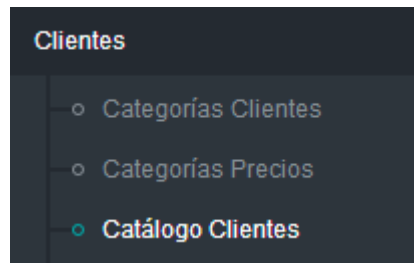 Clientes
Categorías Clientes
Categorías Precios
Catálogo Clientes